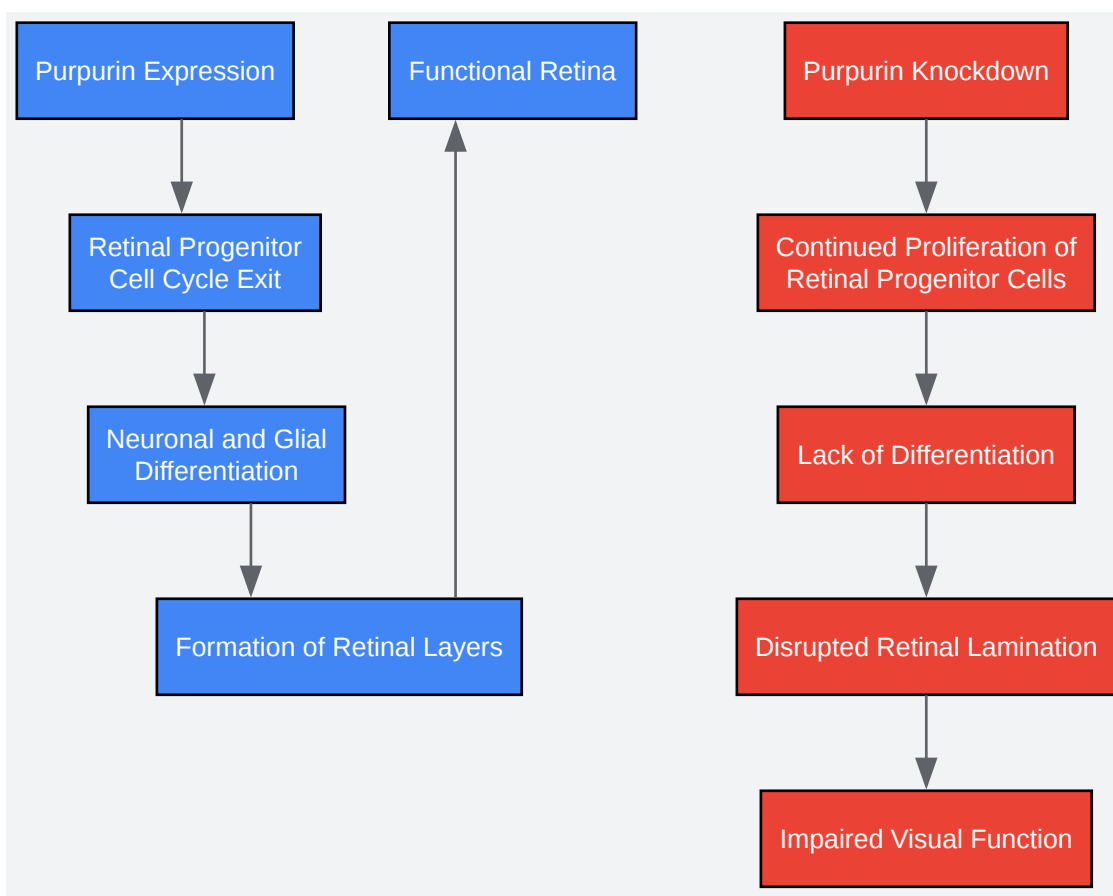 Purpurin Expression
Functional Retina
Purpurin Knockdown
Retinal Progenitor
Cell Cycle Exit
Continued Proliferation of
Retinal Progenitor Cells
Neuronal and Glial
Differentiation
Lack of Differentiation
Formation of Retinal Layers
Disrupted Retinal Lamination
Impaired Visual Function